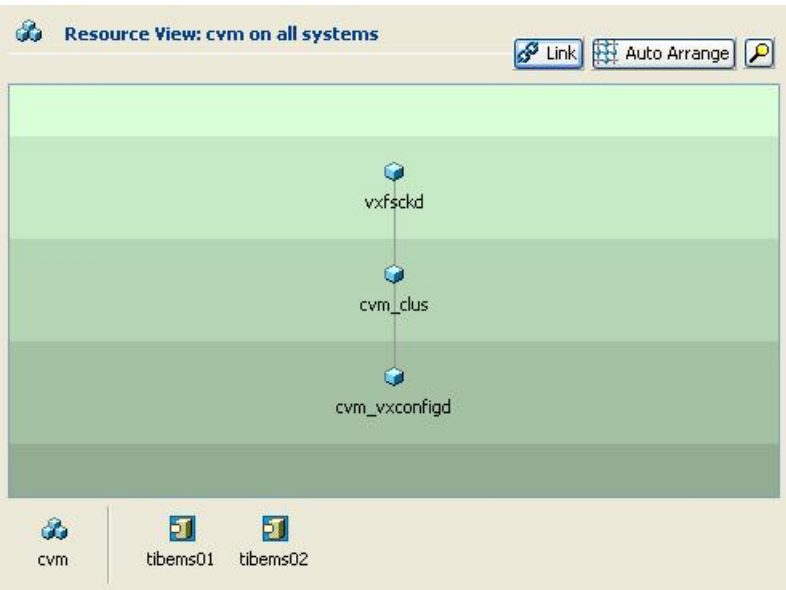 Resource View: cvm on all systems
Link
Auto Arrange
vxfsckd
cvm_clus
cvm_vxconfigd
cvm
tibems01
tibems02